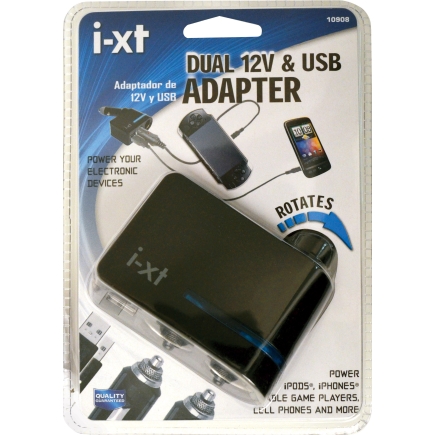 10908
i-xt
DUAL 12V & USB
ADAPTER
Adaptador de
12V y USB
POWER YOUR
ELECTRONIC
DEVICES
ROTATES
i-xt
POWER
iPODS®, iPHONES®
GAME PLAYERS,
CELL PHONES AND MORE
QUALITY
GUARANTEED